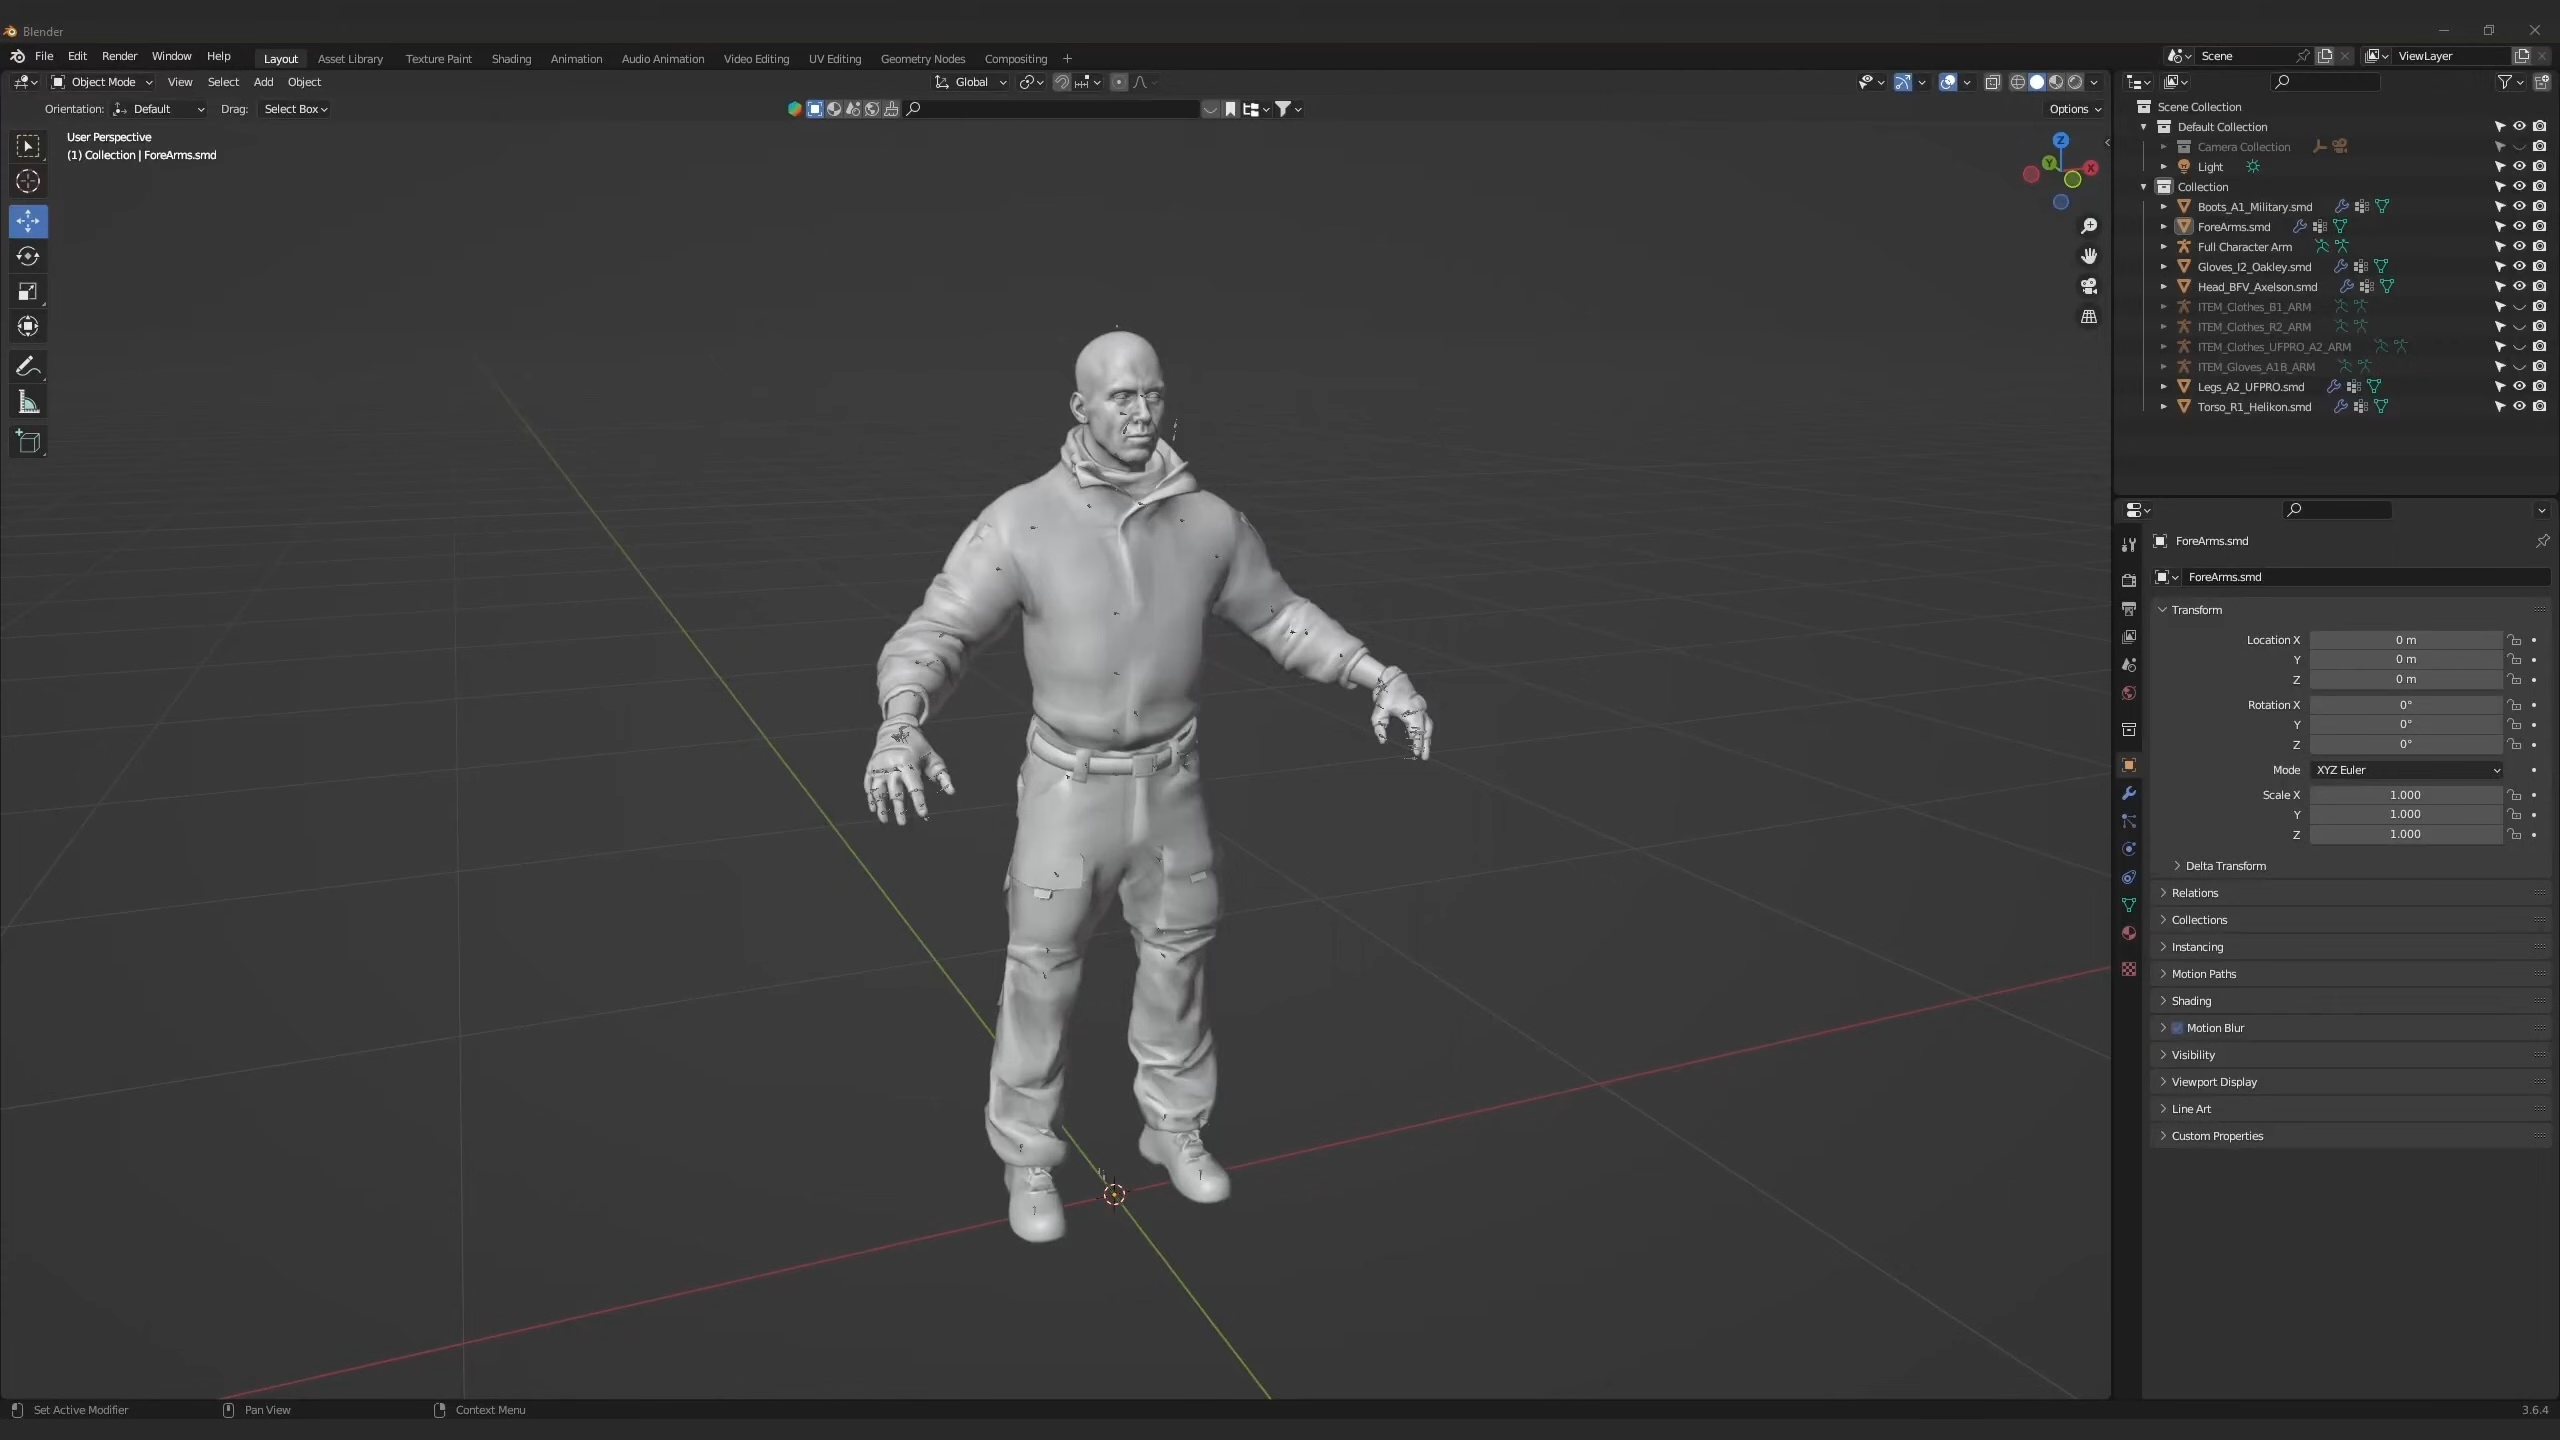 Blender
File Edit Render Window Help Layout Asset Library Texture Paint Shading Animation Audio Animation Video Editing UV Editing Geometry Nodes Compositing + Scene ViewLayer
Object Mode View Select Add Object Global
Orientation: Default Drag: Select Box Options
User Perspective
(1) Collection | ForeArms.smd
Z
Y
X
Scene Collection
Default Collection
Camera Collection
Light
Collection
Boots_A1_Military.smd
ForeArms.smd
Full Character Arm
Gloves_I2_Oakley.smd
Head_BFV_Axelson.smd
ITEM_Clothes_B1_ARM
ITEM_Clothes_R2_ARM
ITEM_Clothes_UFPRO_A2_ARM
ITEM_Gloves_A1B_ARM
Legs_A2_UFPRO.smd
Torso_R1_Helikon.smd
ForeArms.smd
ForeArms.smd
Transform
Location X 0 m
Y 0 m
Z 0 m
Rotation X 0°
Y 0°
Z 0°
Mode XYZ Euler
Scale X 1.000
Y 1.000
Z 1.000
Delta Transform
Relations
Collections
Instancing
Motion Paths
Shading
Motion Blur
Visibility
Viewport Display
Line Art
Custom Properties
Set Active Modifier Pan View Context Menu 3.6.4